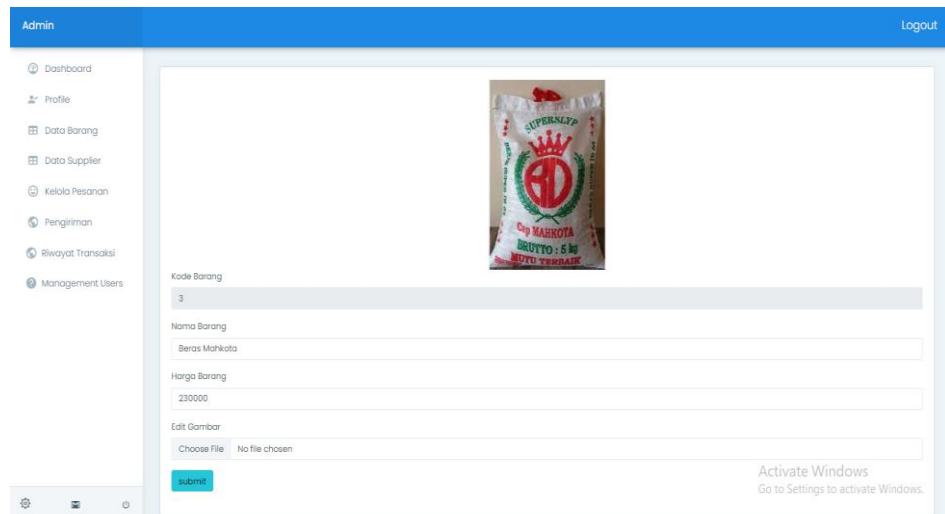 Admin
Logout
Dashboard
Profile
Data Barang
Data Supplier
Kelola Pesanan
Pengiriman
Riwayat Transaksi
Management Users
SUPERSLYP
RD
Cap MAHKOTA
BRUTTO : 5 kg
MUTU TERBAIK
Kode Barang
3
Nama Barang
Beras Mahkota
Harga Barang
230000
Edit Gambar
Choose File No file chosen
submit
Activate Windows
Go to Settings to activate Windows.